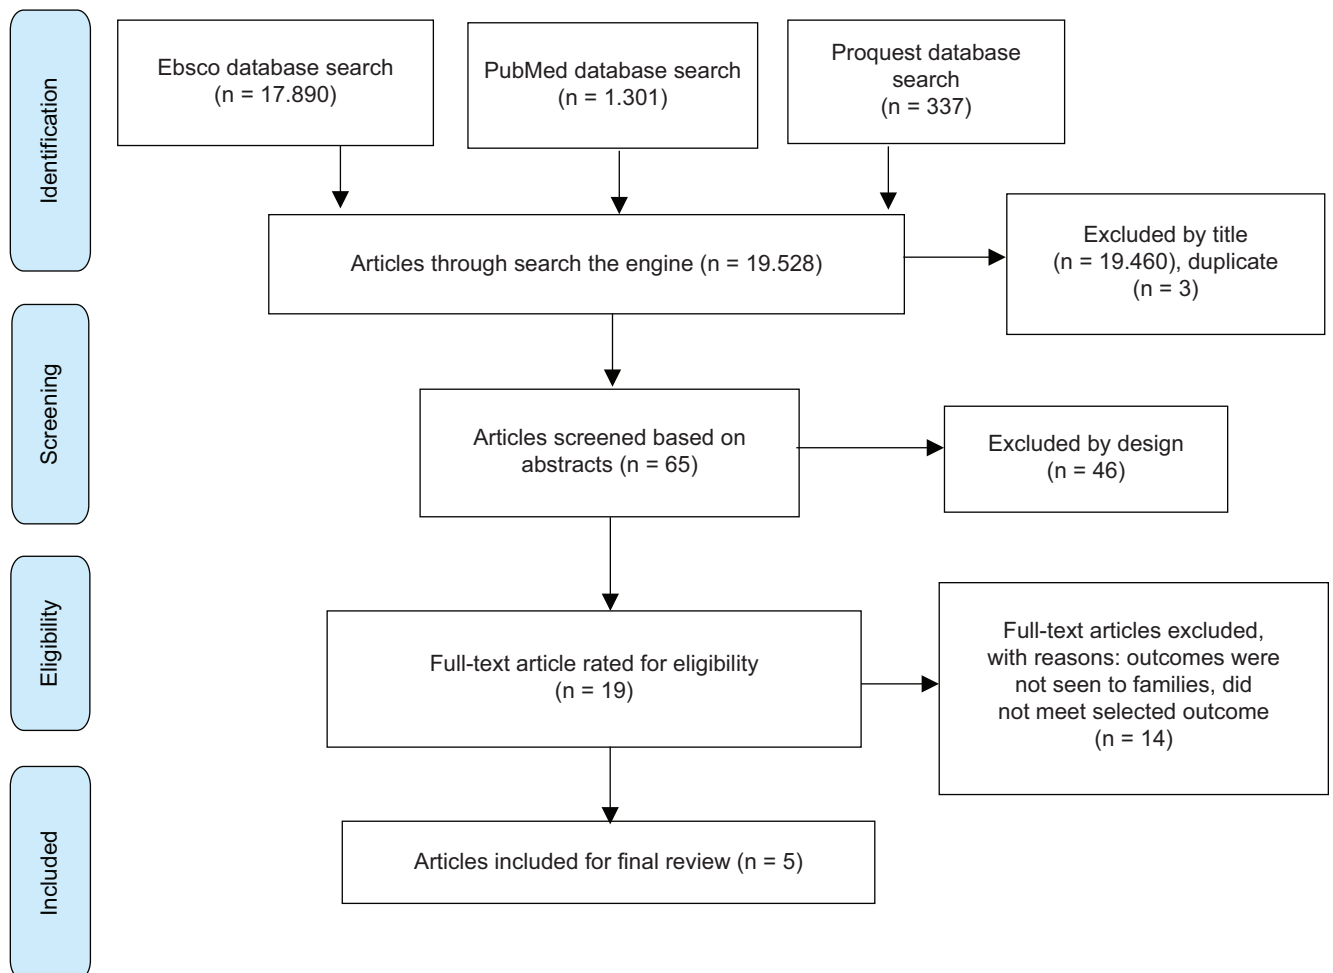 Identification
Ebsco database search
(n = 17.890)
PubMed database search
(n = 1.301)
Proquest database
search
(n = 337)
Articles through search the engine (n = 19.528)
Excluded by title
(n = 19.460), duplicate
(n = 3)
Screening
Articles screened based on
abstracts (n = 65)
Excluded by design
(n = 46)
Eligibility
Full-text article rated for eligibility
(n = 19)
Full-text articles excluded,
with reasons: outcomes were
not seen to families, did
not meet selected outcome
(n = 14)
Included
Articles included for final review (n = 5)